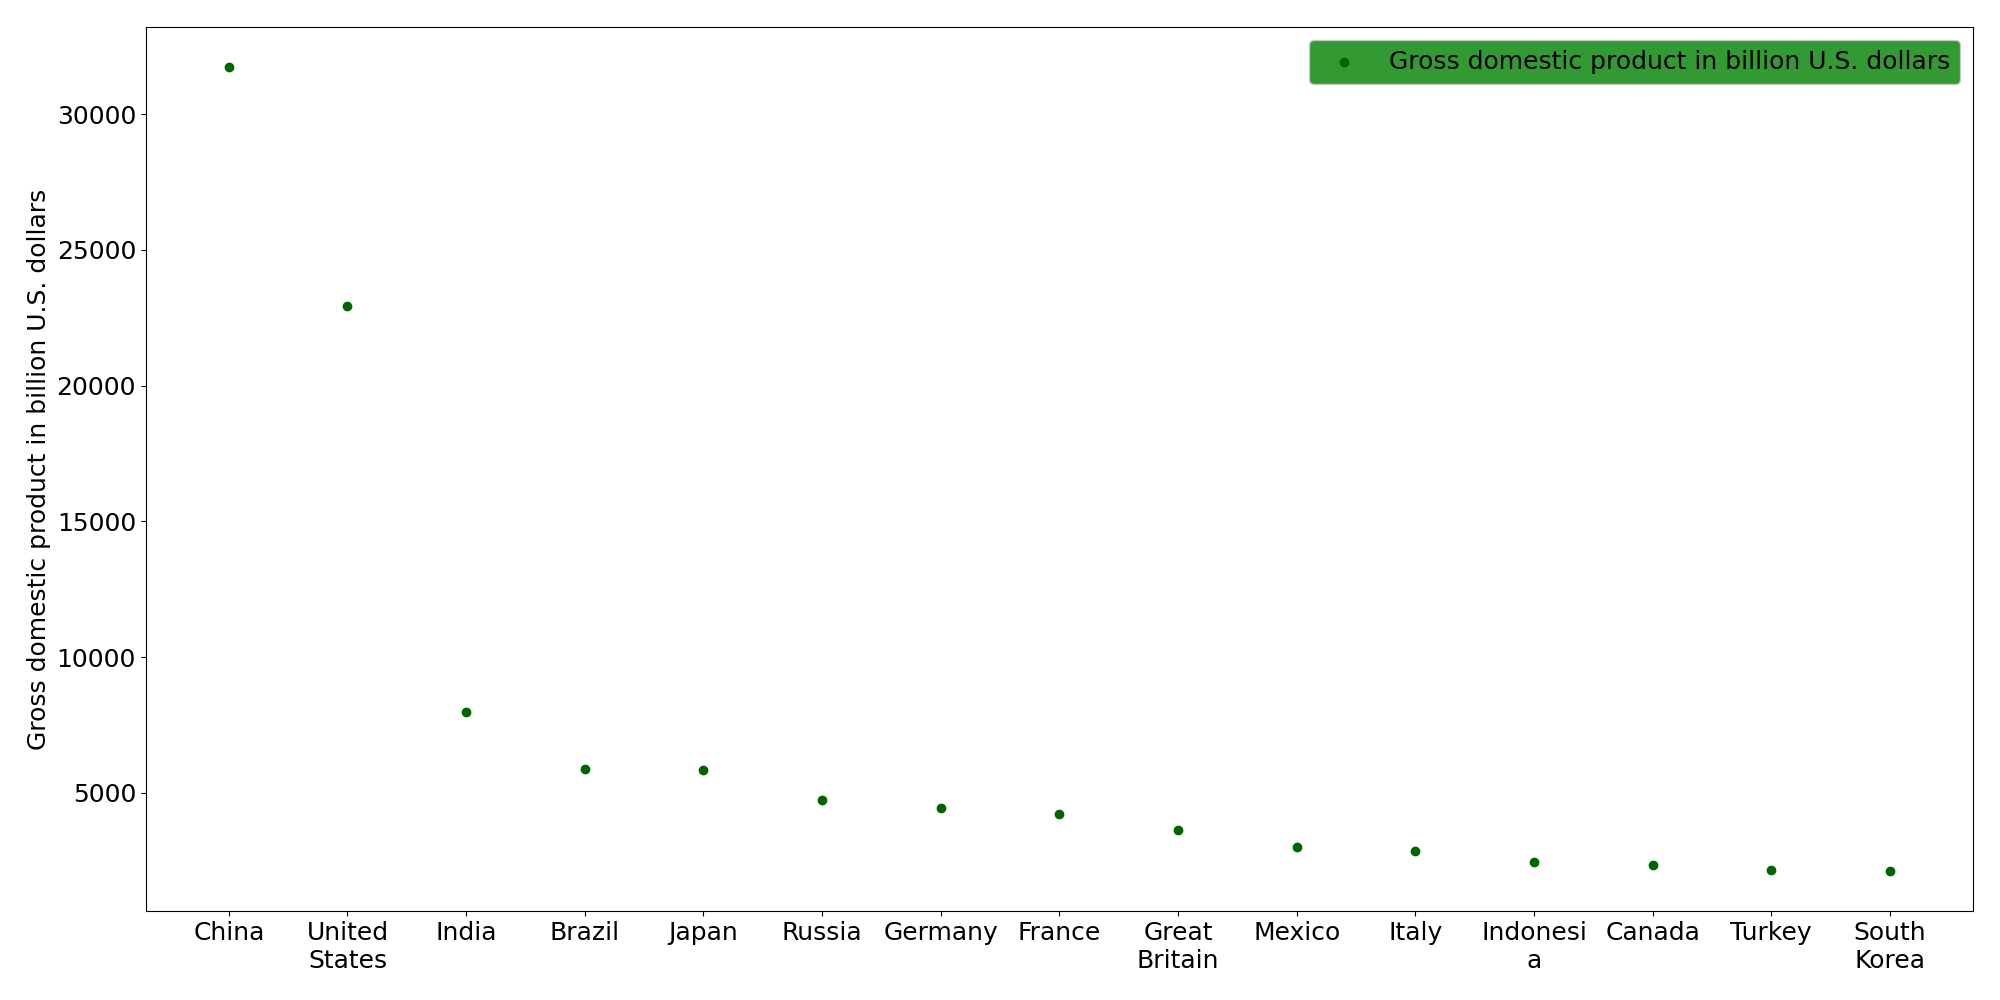 Gross domestic product in billion U.S. dollars
Gross domestic product in billion U.S. dollars
30000
25000
20000
15000
10000
5000
China
United
States
India
Brazil
Japan
Russia
Germany
France
Great
Britain
Mexico
Italy
Indonesi
a
Canada
Turkey
South
Korea